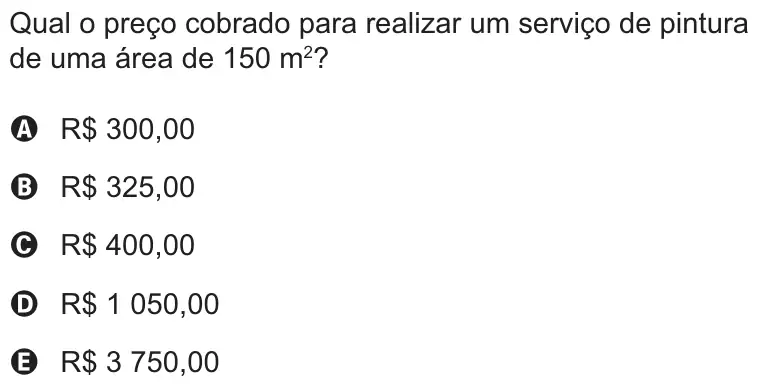 Qual o preço cobrado para realizar um serviço de pintura
de uma área de 150 m²?
A R$ 300,00
B R$ 325,00
C R$ 400,00
D R$ 1 050,00
E R$ 3 750,00